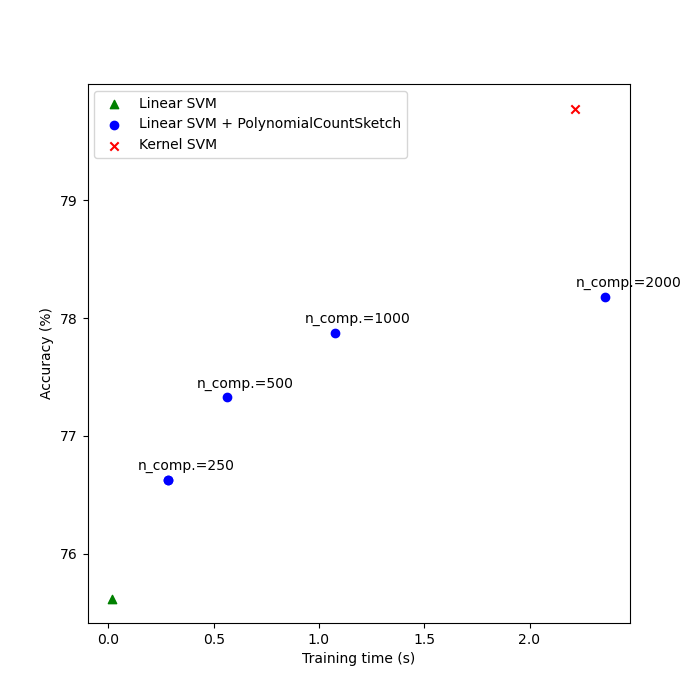 Linear SVM
Linear SVM + PolynomialCountSketch
Kernel SVM
79
78
77
76
Accuracy (%)
n_comp.=2000
n_comp.=1000
n_comp.=500
n_comp.=250
0.0
0.5
1.0
1.5
2.0
Training time (s)